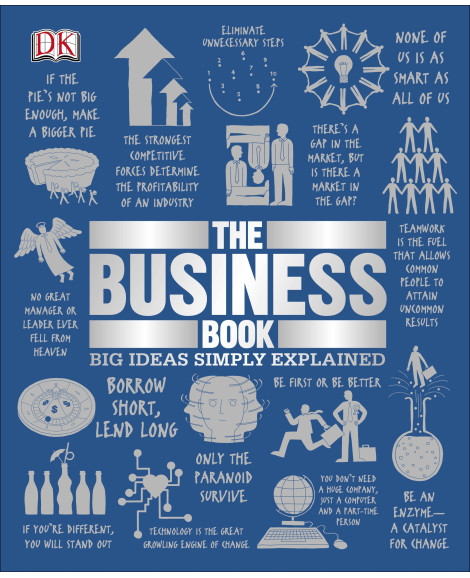 DK
ELIMINATE
UNNECESSARY STEPS
1
2
3
4
5
6
7
8
9
10
NONE OF
US IS AS
SMART AS
ALL OF US
IF THE
PIE'S NOT BIG
ENOUGH, MAKE
A BIGGER PIE
THE STRONGEST
COMPETITIVE
FORCES DETERMINE
THE PROFITABILITY
OF AN INDUSTRY
THERE'S A
GAP IN THE
MARKET, BUT
IS THERE A
MARKET IN
THE GAP?
TEAMWORK
IS THE FUEL
THAT ALLOWS
COMMON
PEOPLE TO
ATTAIN
UNCOMMON
RESULTS
NO GREAT
MANAGER OR
LEADER EVER
FELL FROM
HEAVEN
THE
BUSINESS
BOOK
BIG IDEAS SIMPLY EXPLAINED
$
BORROW
SHORT,
LEND LONG
BE FIRST OR BE BETTER
ONLY THE
PARANOID
SURVIVE
YOU DON'T NEED
A HUGE COMPANY,
JUST A COMPUTER
AND A PART-TIME
PERSON
BE AN
ENZYME—
A CATALYST
FOR CHANGE
IF YOU'RE DIFFERENT,
YOU WILL STAND OUT
TECHNOLOGY IS THE GREAT
GROWLING ENGINE OF CHANGE